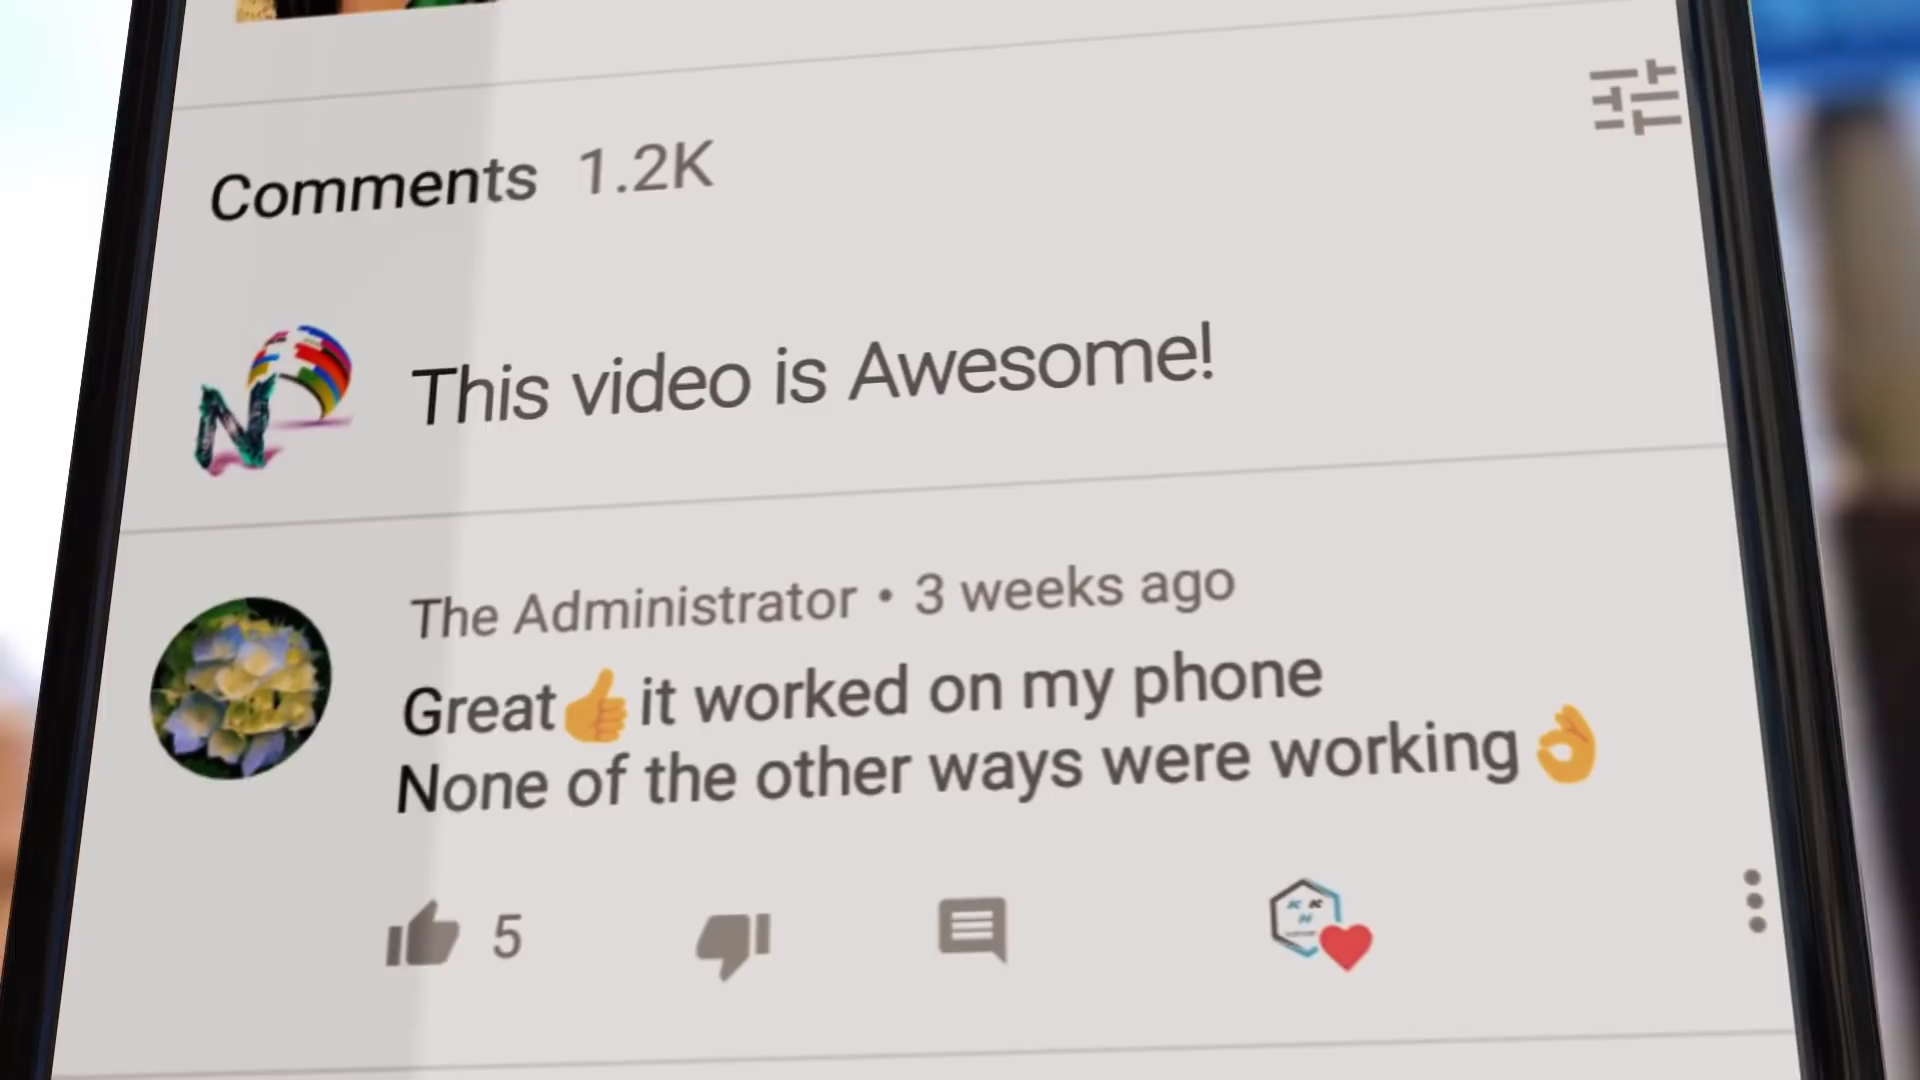 Comments 1.2K
This video is Awesome!
The Administrator • 3 weeks ago
Great👍it worked on my phone
None of the other ways were working👌
5